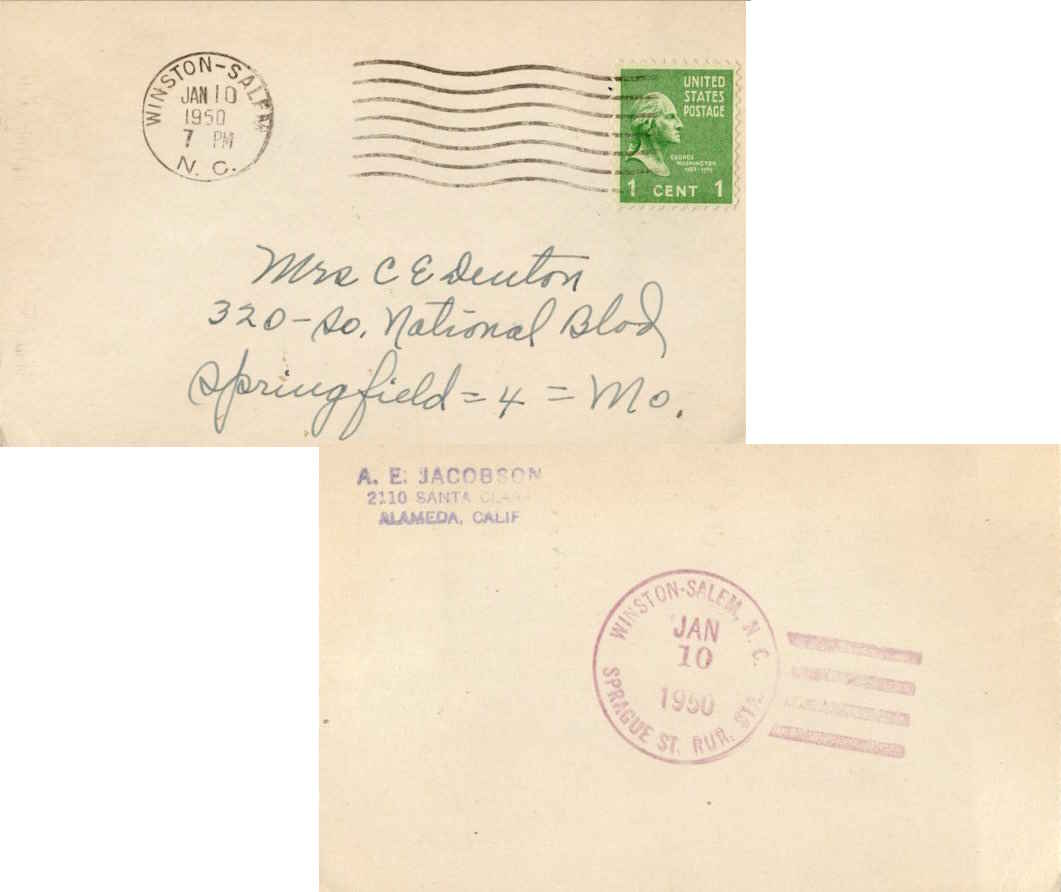 WINSTON-SALEM
JAN 10
1950
7 PM
N. C.
UNITED
STATES
POSTAGE
GEORGE
WASHINGTON
1 CENT 1
Mrs C E Denton
320-So. National Blvd
Springfield = 4 = Mo.
A. E. JACOBSON
2110 SANTA
ALAMEDA, CALIF
WINSTON-SALEM, N. C.
JAN
10
1950
SPRAGUE ST. RUR. STA.